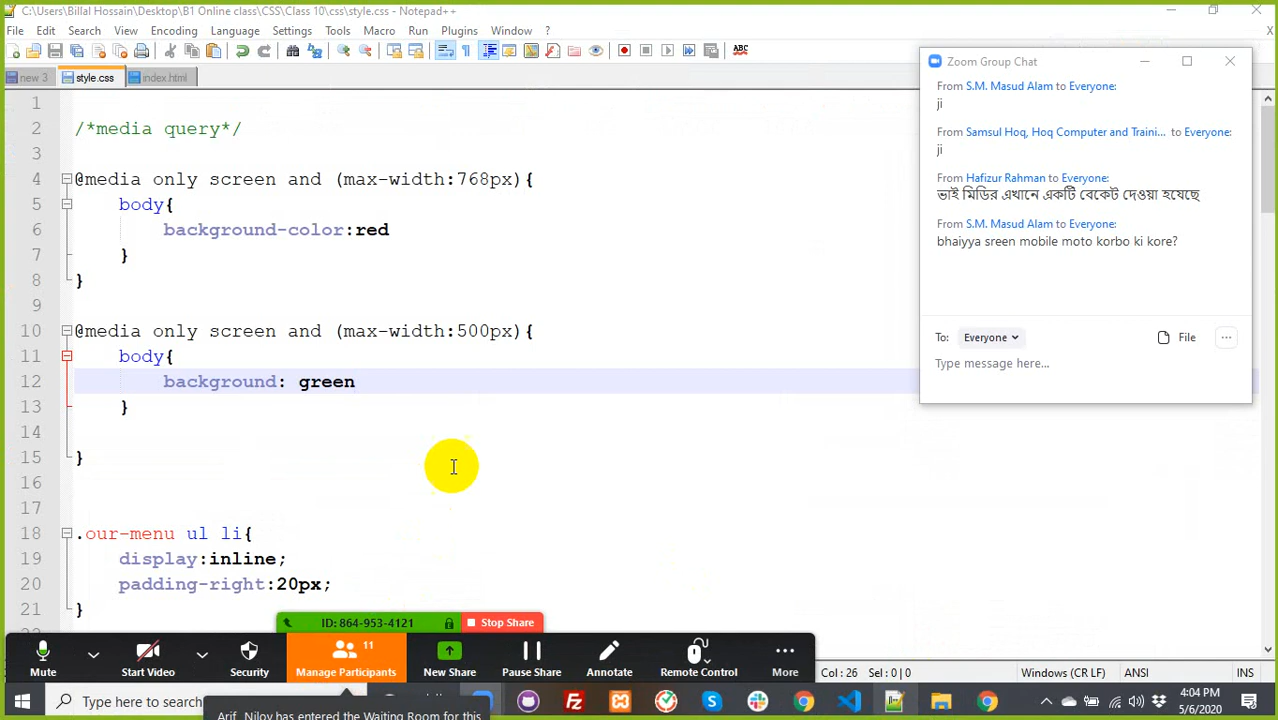 C:\Users\Billal Hossain\Desktop\B1 Online class\CSS\Class 10\css\style.css - Notepad++
File Edit Search View Encoding Language Settings Tools Macro Run Plugins Window ? X
new 3 style.css index.html
1
2 /*media query*/
3
4 @media only screen and (max-width:768px){
5 body{
6 background-color:red
7 }
8 }
9
10 @media only screen and (max-width:500px){
11 body{
12 background: green
13 }
14
15 }
16
17
18 .our-menu ul li{
19 display:inline;
20 padding-right:20px;
21 }
Zoom Group Chat
From S.M. Masud Alam to Everyone:
ji
From Samsul Hoq, Hoq Computer and Traini... to Everyone:
ji
From Hafizur Rahman to Everyone:
ভাই মিডির এখানে একটি বেকেট দেওয়া হযেছে
From S.M. Masud Alam to Everyone:
bhaiyya sreen mobile moto korbo ki kore?
To: Everyone File ...
Type message here...
ID: 864-953-4121 Stop Share
11
Mute Start Video Security Manage Participants New Share Pause Share Annotate Remote Control More
Col : 26 Sel : 0 | 0 Windows (CR LF) ANSI INS
Type here to search
Arif Niloy has entered the Waiting Room for this
4:04 PM
5/6/2020